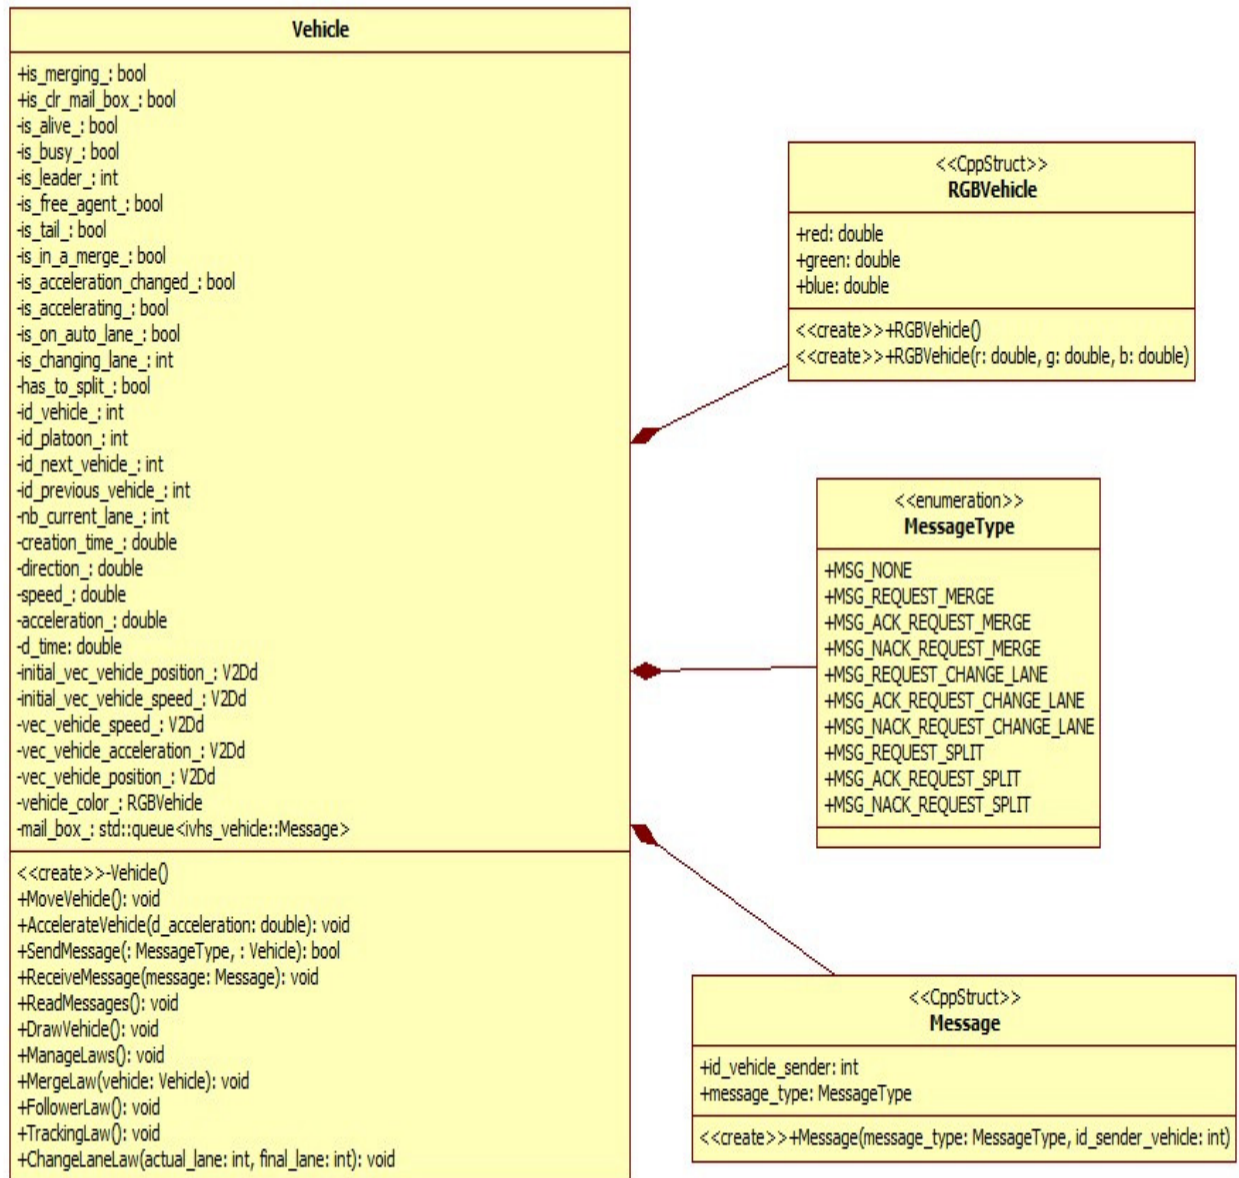 Vehicle
+is_merging_: bool
+is_clr_mail_box_: bool
-is_alive_: bool
-is_busy_: bool
-is_leader_: int
-is_free_agent_: bool
-is_tail_: bool
-is_in_a_merge_: bool
-is_acceleration_changed_: bool
-is_accelerating_: bool
-is_on_auto_lane_: bool
-is_changing_lane_: int
-has_to_split_: bool
-id_vehicle_: int
-id_platoon_: int
-id_next_vehicle_: int
-id_previous_vehicle_: int
-nb_current_lane_: int
-creation_time_: double
-direction_: double
-speed_: double
-acceleration_: double
-d_time: double
-initial_vec_vehicle_position_: V2Dd
-initial_vec_vehicle_speed_: V2Dd
-vec_vehicle_speed_: V2Dd
-vec_vehicle_acceleration_: V2Dd
-vec_vehicle_position_: V2Dd
-vehicle_color_: RGBVehicle
-mail_box_: std::queue<ivhs_vehicle::Message>
<<create>>-Vehicle()
+MoveVehicle(): void
+AccelerateVehicle(d_acceleration: double): void
+SendMessage(: MessageType, : Vehicle): bool
+ReceiveMessage(message: Message): void
+ReadMessages(): void
+DrawVehicle(): void
+ManageLaws(): void
+MergeLaw(vehicle: Vehicle): void
+FollowerLaw(): void
+TrackingLaw(): void
+ChangeLaneLaw(actual_lane: int, final_lane: int): void
<<CppStruct>>
RGBVehicle
+red: double
+green: double
+blue: double
<<create>>+RGBVehicle()
<<create>>+RGBVehicle(r: double, g: double, b: double)
<<enumeration>>
MessageType
+MSG_NONE
+MSG_REQUEST_MERGE
+MSG_ACK_REQUEST_MERGE
+MSG_NACK_REQUEST_MERGE
+MSG_REQUEST_CHANGE_LANE
+MSG_ACK_REQUEST_CHANGE_LANE
+MSG_NACK_REQUEST_CHANGE_LANE
+MSG_REQUEST_SPLIT
+MSG_ACK_REQUEST_SPLIT
+MSG_NACK_REQUEST_SPLIT
<<CppStruct>>
Message
+id_vehicle_sender: int
+message_type: MessageType
<<create>>+Message(message_type: MessageType, id_sender_vehicle: int)